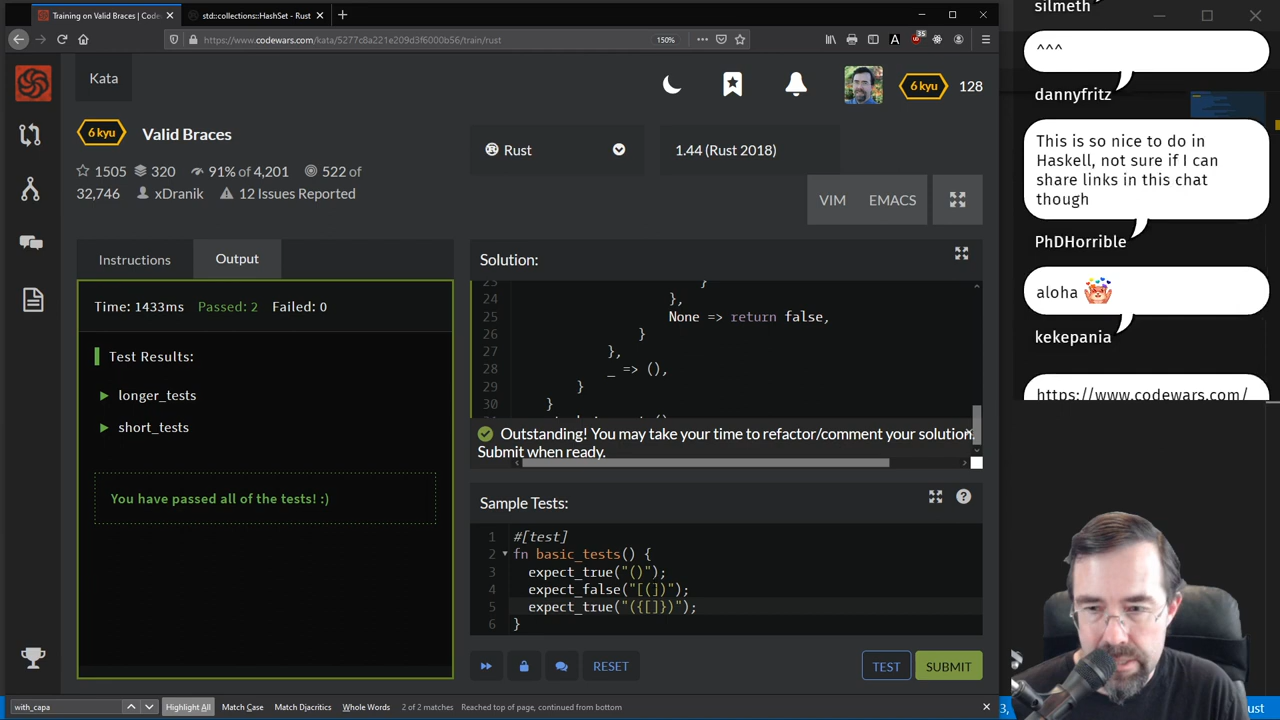 Training on Valid Braces | Code
std::collections::HashSet - Rust
https://www.codewars.com/kata/5277c8a221e209d3f6000b56/train/rust
150%
35
Kata
6 kyu
128
6 kyu
Valid Braces
1505
320
91% of 4,201
522 of
32,746
xDranik
12 Issues Reported
Rust
1.44 (Rust 2018)
VIM
EMACS
Instructions
Output
Solution:
Time: 1433ms
Passed: 2
Failed: 0
Test Results:
longer_tests
short_tests
You have passed all of the tests! :)
23 }
24 },
25 None => return false,
26 }
27 },
28 _ => (),
29 }
30 }
Outstanding! You may take your time to refactor/comment your solution.
Submit when ready.
Sample Tests:
1 #[test]
2 fn basic_tests() {
3 expect_true("()");
4 expect_false("[(])");
5 expect_true("({[]})");
6 }
RESET
TEST
SUBMIT
with_capa
Highlight All
Match Case
Match Diacritics
Whole Words
2 of 2 matches
Reached top of page, continued from bottom
silmeth
^^^
dannyfritz
This is so nice to do in
Haskell, not sure if I can
share links in this chat
though
PhDHorrible
aloha
kekepania
https://www.codewars.com/
3,
ust